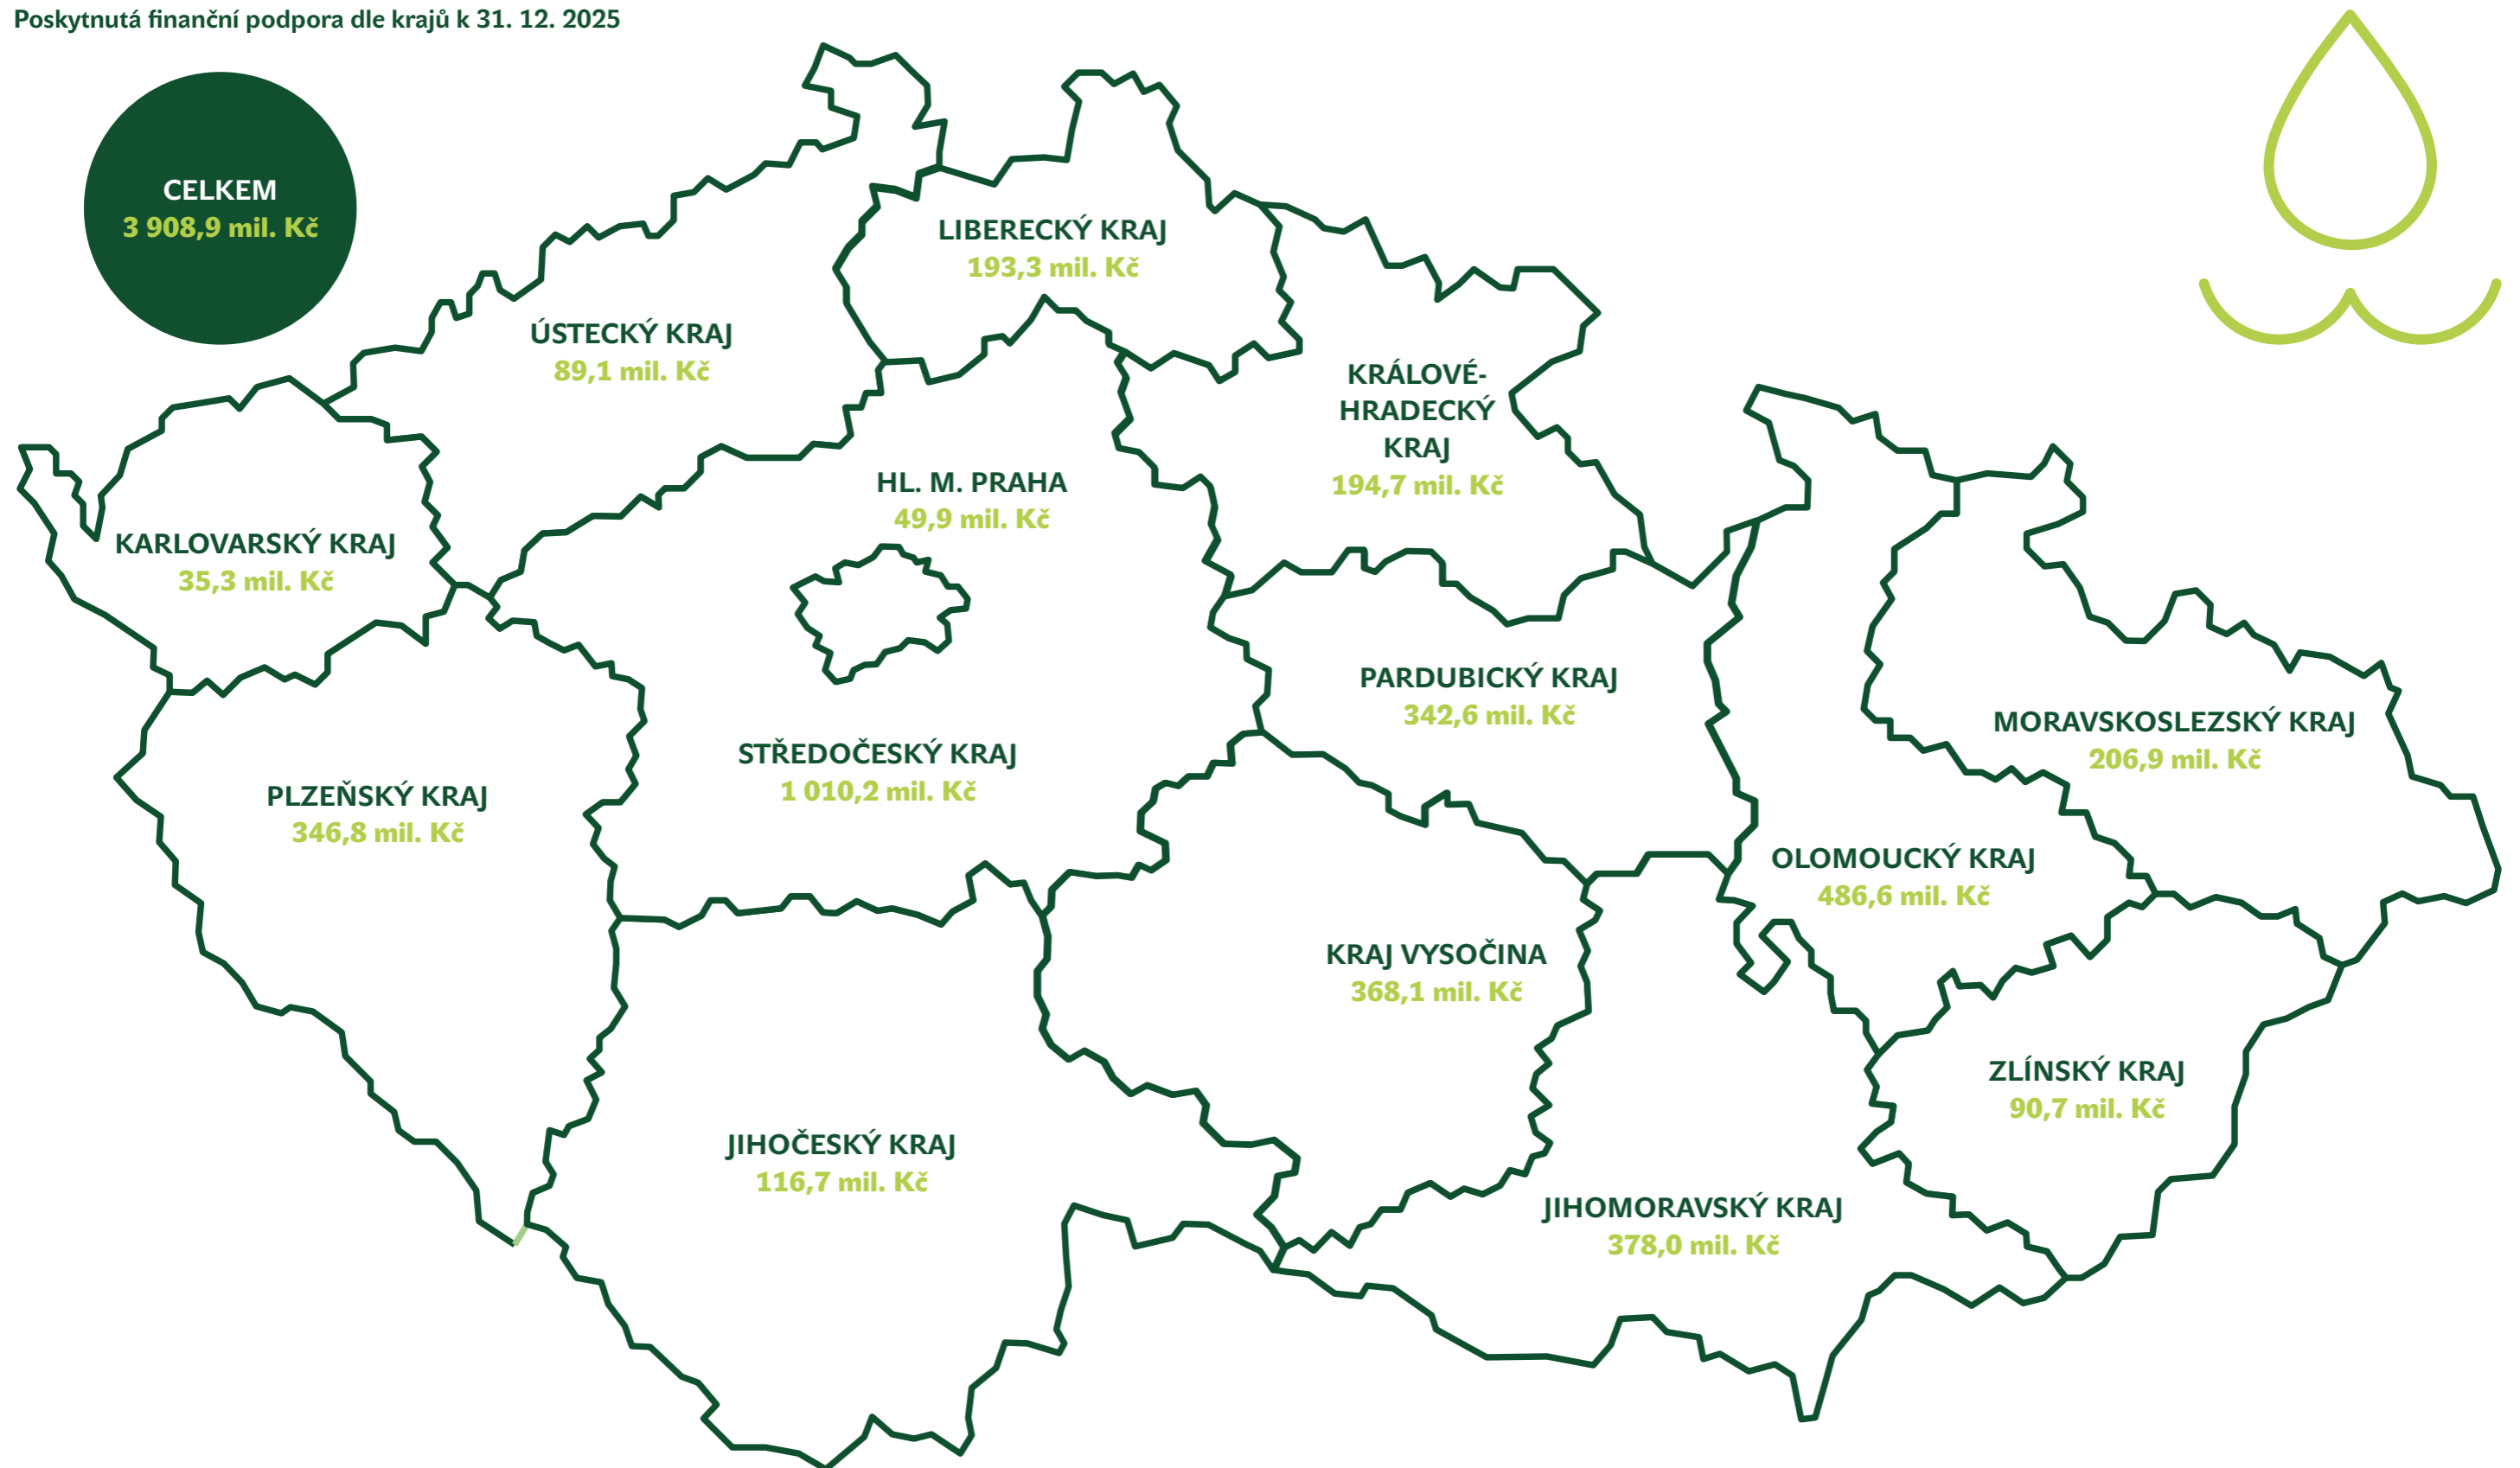 Poskytnutá finanční podpora dle krajů k 31. 12. 2025
CELKEM
3 908,9 mil. Kč
LIBERECKÝ KRAJ
193,3 mil. Kč
ÚSTECKÝ KRAJ
89,1 mil. Kč
KRÁLOVÉ-
HRADECKÝ
KRAJ
194,7 mil. Kč
HL. M. PRAHA
49,9 mil. Kč
KARLOVARSKÝ KRAJ
35,3 mil. Kč
PARDUBICKÝ KRAJ
342,6 mil. Kč
MORAVSKOSLEZSKÝ KRAJ
206,9 mil. Kč
STŘEDOČESKÝ KRAJ
1 010,2 mil. Kč
PLZEŇSKÝ KRAJ
346,8 mil. Kč
OLOMOUCKÝ KRAJ
486,6 mil. Kč
KRAJ VYSOČINA
368,1 mil. Kč
ZLÍNSKÝ KRAJ
90,7 mil. Kč
JIHOČESKÝ KRAJ
116,7 mil. Kč
JIHOMORAVSKÝ KRAJ
378,0 mil. Kč